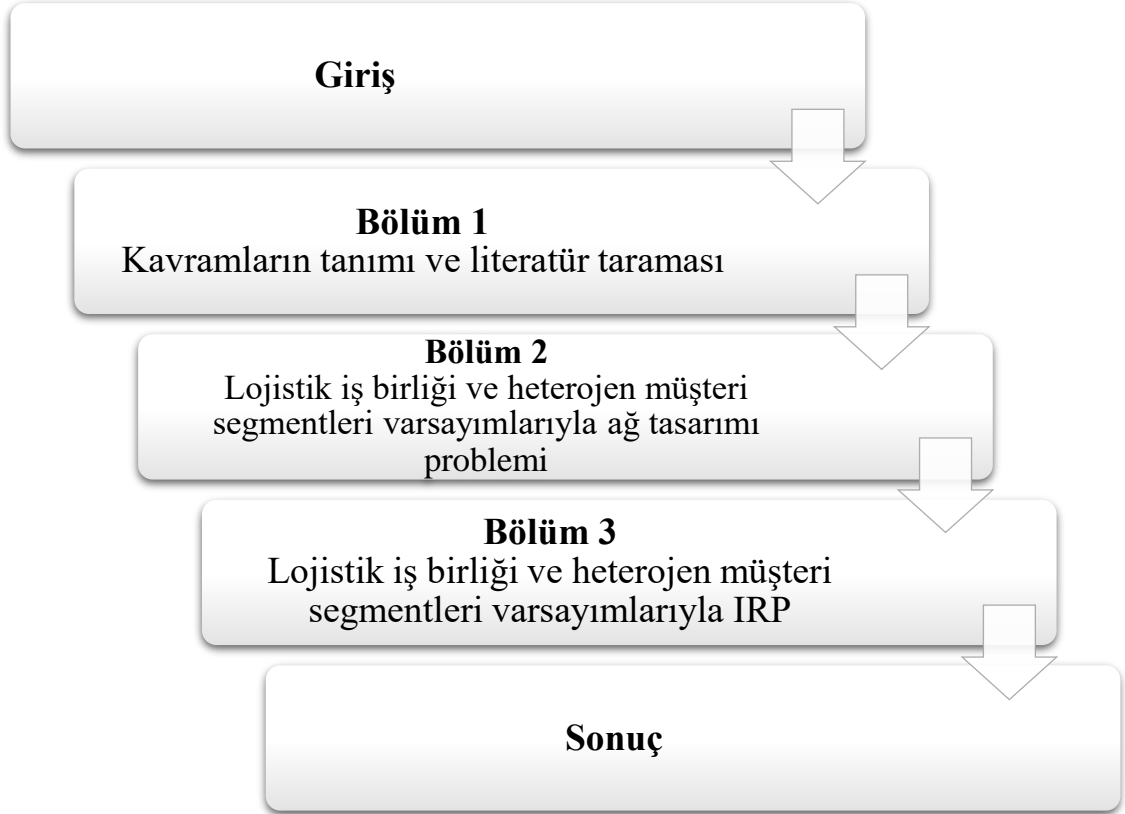 Giriş
Bölüm 1
Kavramların tanımı ve literatür taraması
Bölüm 2
Lojistik iş birliği ve heterojen müşteri
segmentleri varsayımlarıyla ağ tasarımı
problemi
Bölüm 3
Lojistik iş birliği ve heterojen müşteri
segmentleri varsayımlarıyla IRP
Sonuç